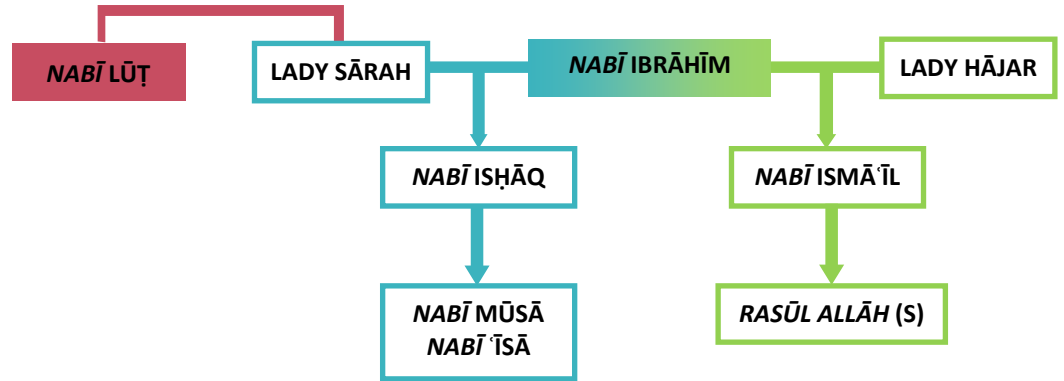 NABĪ LŪṬ
LADY SĀRAH
NABĪ IBRĀHĪM
LADY HĀJAR
NABĪ ISḤĀQ
NABĪ ISMĀʿĪL
NABĪ MŪSĀ
NABĪ ʿĪSĀ
RASŪL ALLĀH (S)